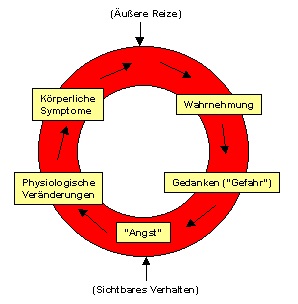 (Äußere Reize)
Körperliche
Symptome
Wahrnehmung
Physiologische
Veränderungen
Gedanken ("Gefahr")
"Angst"
(Sichtbares Verhalten)